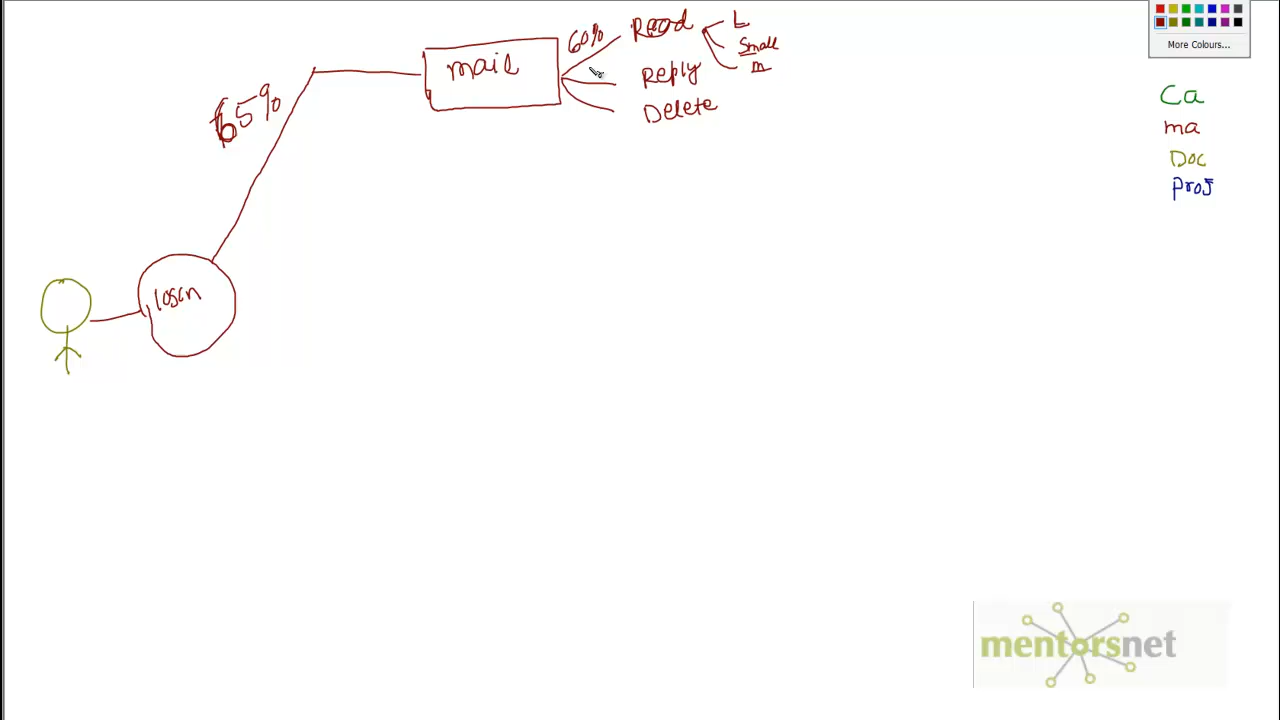 60% Read L
Small
m
mail
Reply
Delete
65%
login
More Colours...
Ca
ma
Doc
Proj
mentorsnet